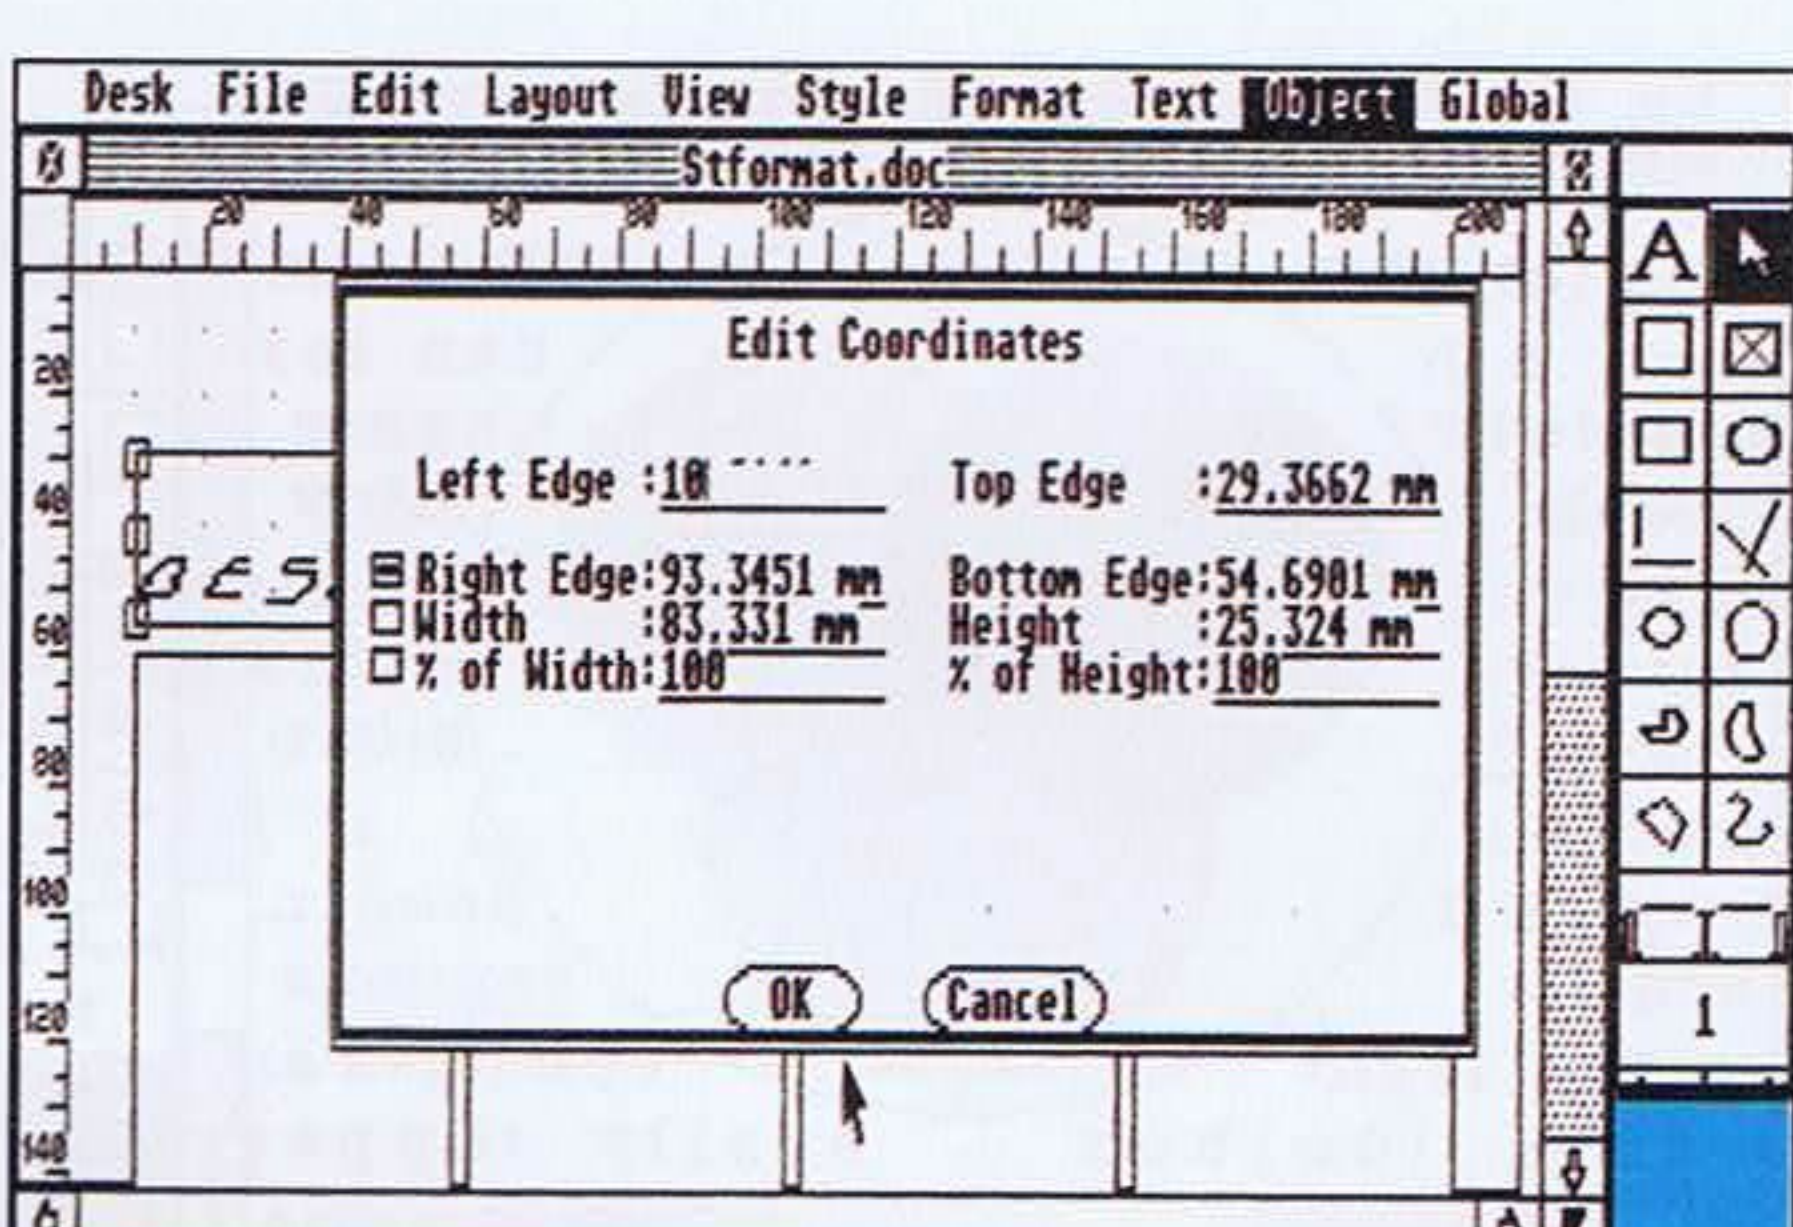 Desk File Edit Layout View Style Format Text Object Global
Stformat.doc
20 40 60 80 100 120 140 160 180 200
A
Edit Coordinates
20
Left Edge :10 Top Edge :29.3662 mm
40
Right Edge:93.3451 mm Bottom Edge:54.6901 mm
BES
Width :83.331 mm Height :25.324 mm
60
% of Width:100 % of Height:100
80
100
OK Cancel
1
120
140